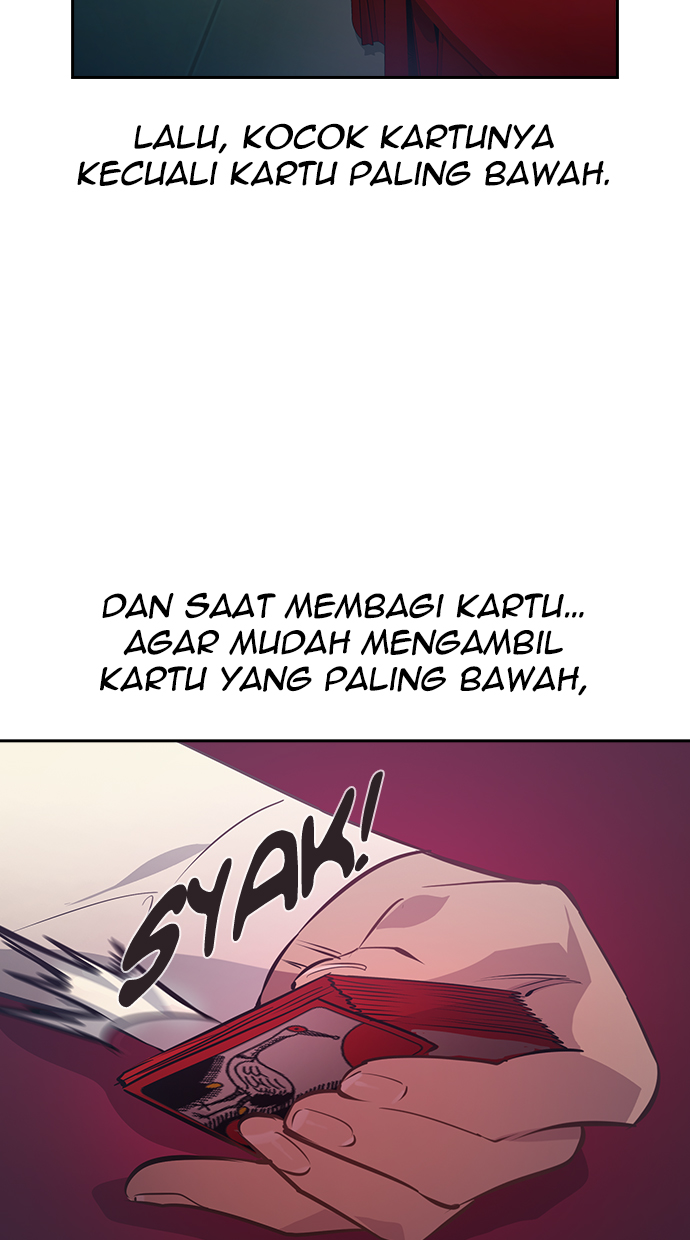 LALU, KOCOK KARTUNYA
KECUALI KARTU PALING BAWAH.
DAN SAAT MEMBAGI KARTU...
AGAR MUDAH MENGAMBIL
KARTU YANG PALING BAWAH,
SYAK!